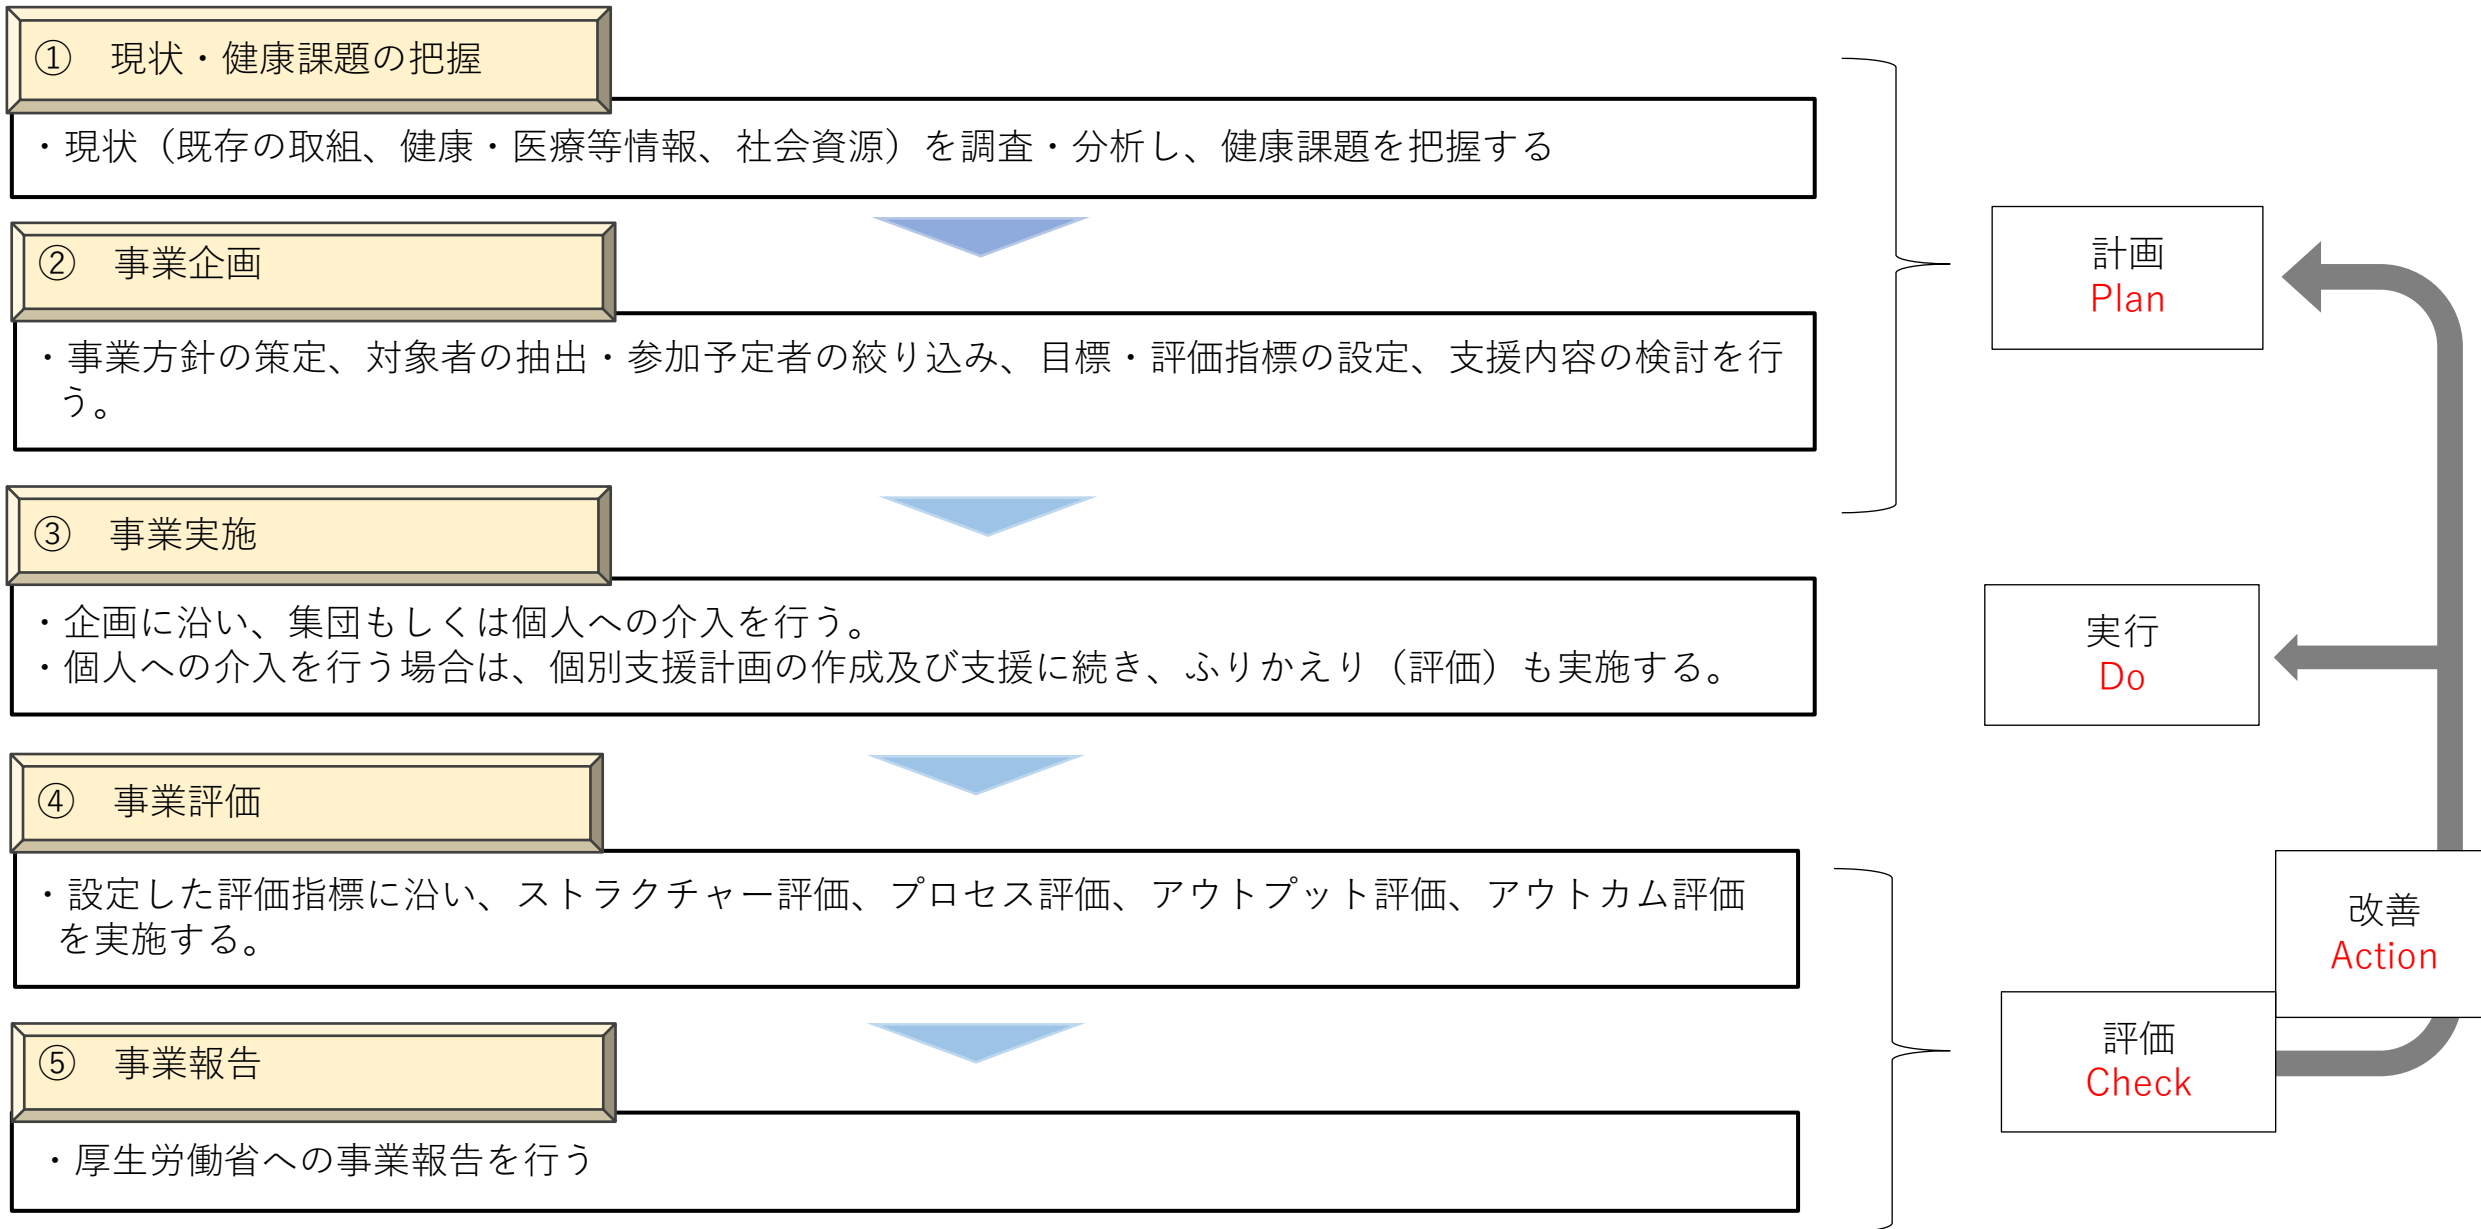 ① 現状・健康課題の把握
・現状（既存の取組、健康・医療等情報、社会資源）を調査・分析し、健康課題を把握する
② 事業企画
・事業方針の策定、対象者の抽出・参加予定者の絞り込み、目標・評価指標の設定、支援内容の検討を行
う。
計画
Plan
③ 事業実施
・企画に沿い、集団もしくは個人への介入を行う。
・個人への介入を行う場合は、個別支援計画の作成及び支援に続き、ふりかえり（評価）も実施する。
実行
Do
④ 事業評価
・設定した評価指標に沿い、ストラクチャー評価、プロセス評価、アウトプット評価、アウトカム評価
を実施する。
改善
Action
⑤ 事業報告
・厚生労働省への事業報告を行う
評価
Check